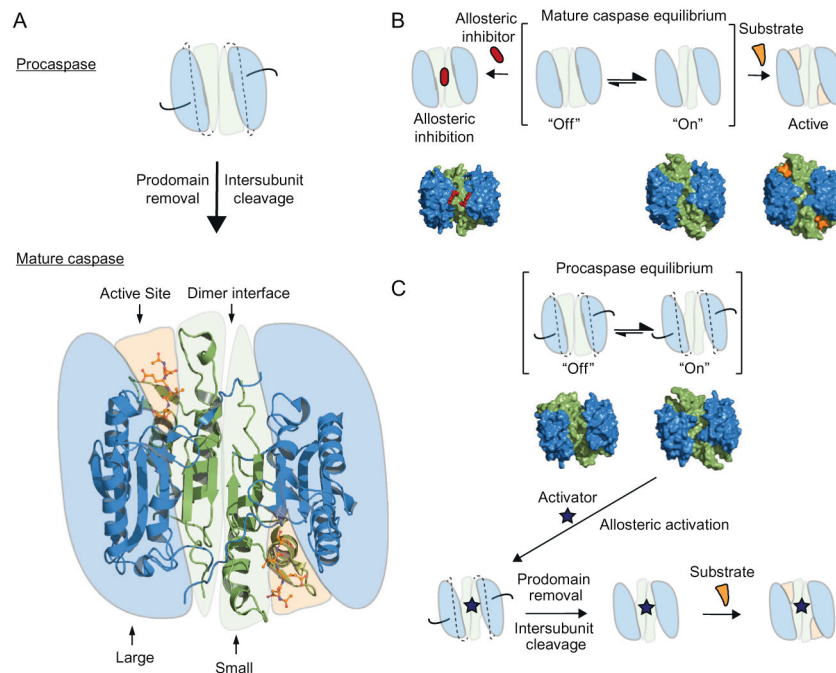 A
Procaspase
Prodomain removal
Intersubunit cleavage
Mature caspase
Active Site
Dimer interface
Large
Small
B
Allosteric
inhibitor
Mature caspase equilibrium
Substrate
Allosteric
inhibition
"Off"
"On"
Active
C
Procaspase equilibrium
"Off"
"On"
Activator
Allosteric activation
Prodomain
removal
Intersubunit
cleavage
Substrate